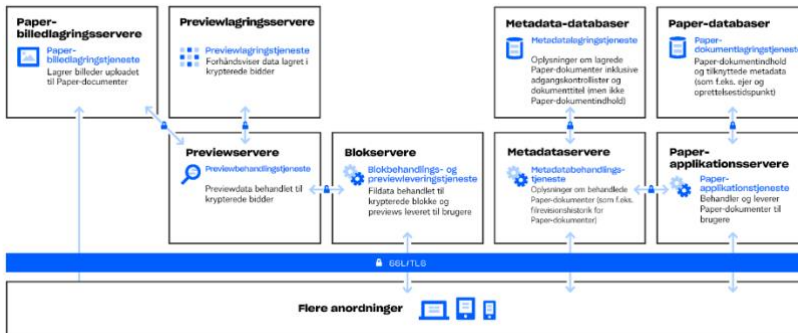 Paper-
billedlagringsservere
Paper-
billedlagringstjeneste
Lagrer billeder uploadet
til Paper-documenter
Previewlagringsservere
Previewlagringstjeneste
Forhåndsviser data lagret i
krypterede bidder
Metadata-databaser
Metadatalagringstjeneste
Oplysninger om lagrede
Paper-dokumenter inklusive
adgangskontrollister og
dokumenttitel (men ikke
Paper-dokumentindhold)
Paper-databaser
Paper-
dokumentlagringstjeneste
Paper-dokumentindhold
og tilknyttede metadata
(som f.eks. ejer og
oprettelsestidspunkt)
Previewservere
Previewbehandlingstjeneste
Previewdata behandlet til
krypterede bidder
Blokservere
Blokbehandlings- og
previewleveringstjeneste
Fildata behandlet til
krypterede blokke og
previews leveret til brugere
Metadataservere
Metadatabehandlings-
tjeneste
Oplysninger om behandlede
Paper-dokumenter (som f.eks.
filrevisionshistorik for
Paper-dokumenter)
Paper-
applikationsservere
Paper-
applikationstjeneste
Behandler og leverer
Paper-dokumenter til
brugere
SSL/TLS
Flere anordninger